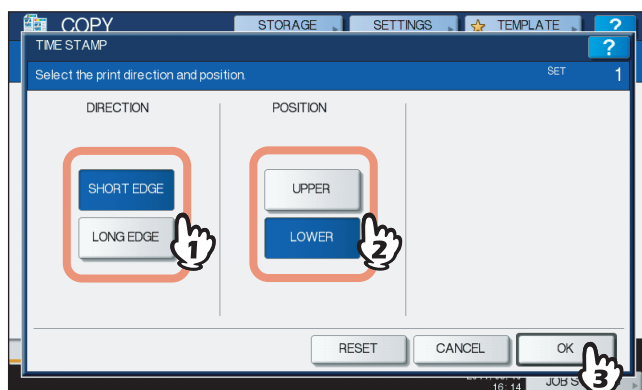 COPY STORAGE SETTINGS TEMPLATE ?
TIME STAMP ?
Select the print direction and position. SET 1
DIRECTION POSITION
SHORT EDGE UPPER
LONG EDGE LOWER
1 2
RESET CANCEL OK
3
16:14 JOB S